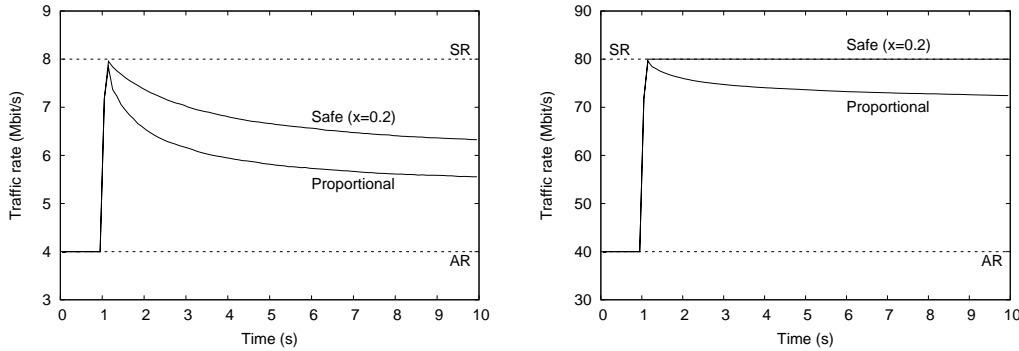 9
8
7
6
5
4
3
0 1 2 3 4 5 6 7 8 9 10
Traffic rate (Mbit/s)
Time (s)
SR
Safe (x=0.2)
Proportional
AR
90
80
70
60
50
40
30
0 1 2 3 4 5 6 7 8 9 10
Traffic rate (Mbit/s)
Time (s)
SR
Safe (x=0.2)
Proportional
AR